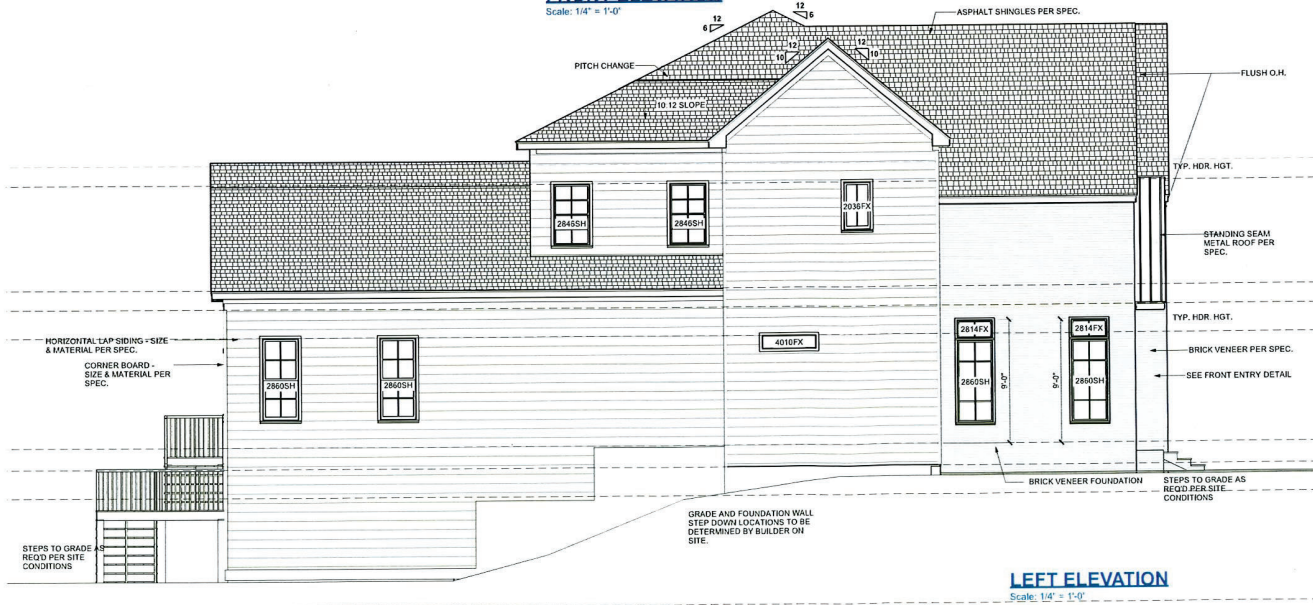 Scale: 1/4" = 1'-0"
12
6
12
6
ASPHALT SHINGLES PER SPEC.
12
10
12
10
PITCH CHANGE
FLUSH O.H.
10:12 SLOPE
TYP. HDR. HGT.
2846SH
2846SH
2036FX
STANDING SEAM
METAL ROOF PER
SPEC.
TYP. HDR. HGT.
2814FX
2814FX
HORIZONTAL LAP SIDING - SIZE
& MATERIAL PER SPEC.
4010FX
BRICK VENEER PER SPEC.
CORNER BOARD -
SIZE & MATERIAL PER
SPEC.
SEE FRONT ENTRY DETAIL
2860SH
2860SH
2860SH
9'-0"
9'-0"
2860SH
BRICK VENEER FOUNDATION
STEPS TO GRADE AS
REQ'D PER SITE
CONDITIONS
GRADE AND FOUNDATION WALL
STEP DOWN LOCATIONS TO BE
DETERMINED BY BUILDER ON
SITE.
STEPS TO GRADE AS
REQ'D PER SITE
CONDITIONS
LEFT ELEVATION
Scale: 1/4" = 1'-0"